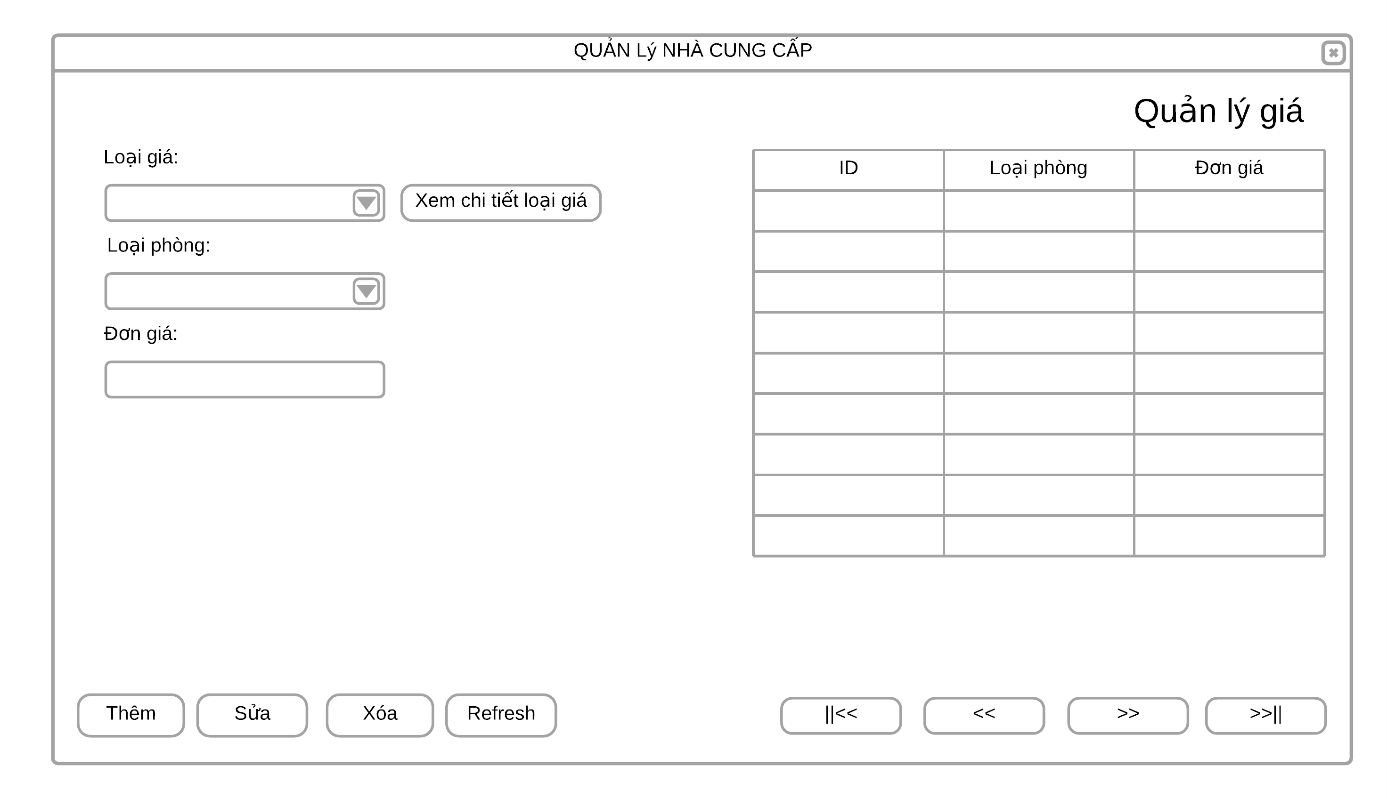 QUẢN Lý NHÀ CUNG CẤP
Quản lý giá
Loại giá:
Xem chi tiết loại giá
Loại phòng:
Đơn giá:
ID Loại phòng Đơn giá
Thêm Sửa Xóa Refresh ||<< << >> >>||